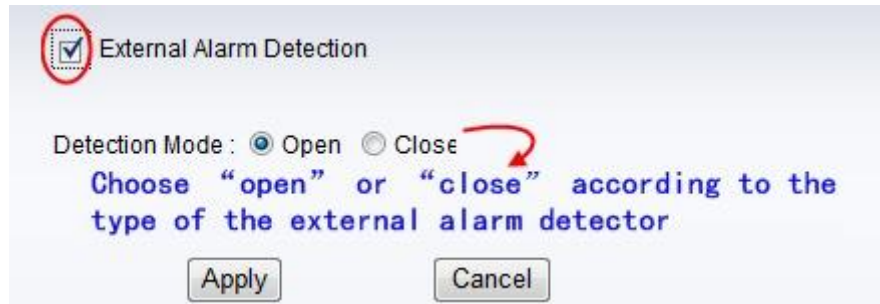 External Alarm Detection
Detection Mode : Open Close
Choose “open” or “close” according to the
type of the external alarm detector
Apply Cancel